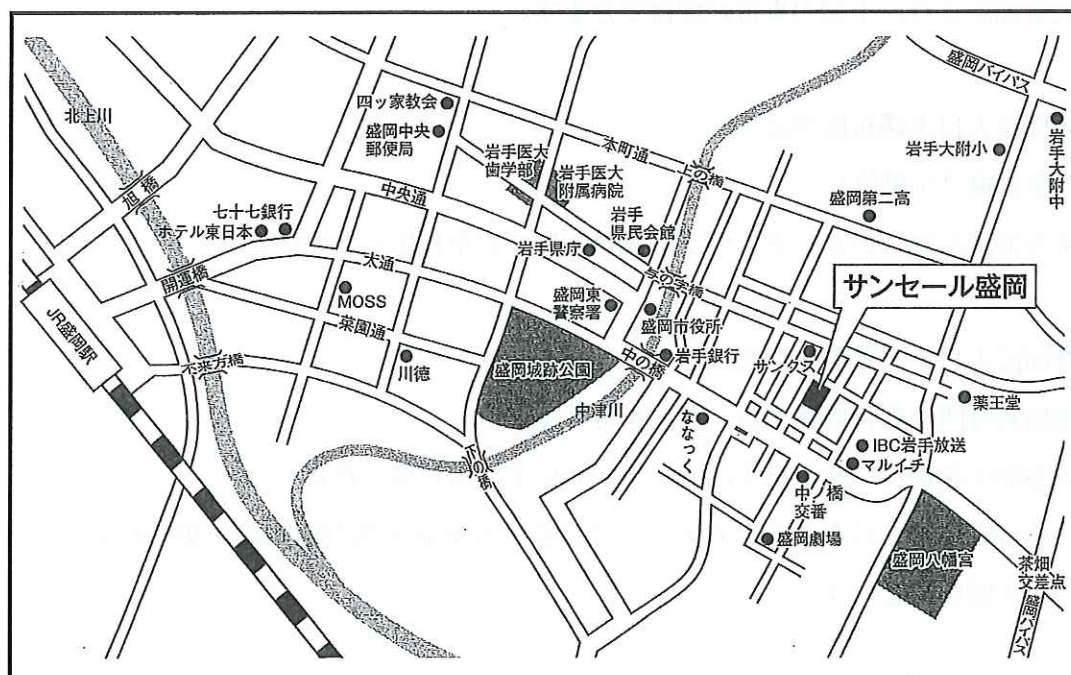 盛岡バイパス
北上川
四ッ家教会
盛岡中央
郵便局
岩手医大
歯学部
岩手医大
附属病院
本町通
上の橋
岩手大附小
岩手大附中
旭橋
中央通
盛岡第二高
七十七銀行
ホテル東日本
岩手
県民会館
岩手県庁
開運橋
大通
与の字橋
サンセール盛岡
MOSS
盛岡東
警察署
盛岡市役所
JR盛岡駅
菜園通
中の橋
岩手銀行
サンクス
不来方橋
川徳
盛岡城跡公園
中津川
薬王堂
ななっく
IBC岩手放送
マルイチ
下の橋
中ノ橋
交番
盛岡劇場
盛岡八幡宮
茶畑
交差点
盛岡バイパス